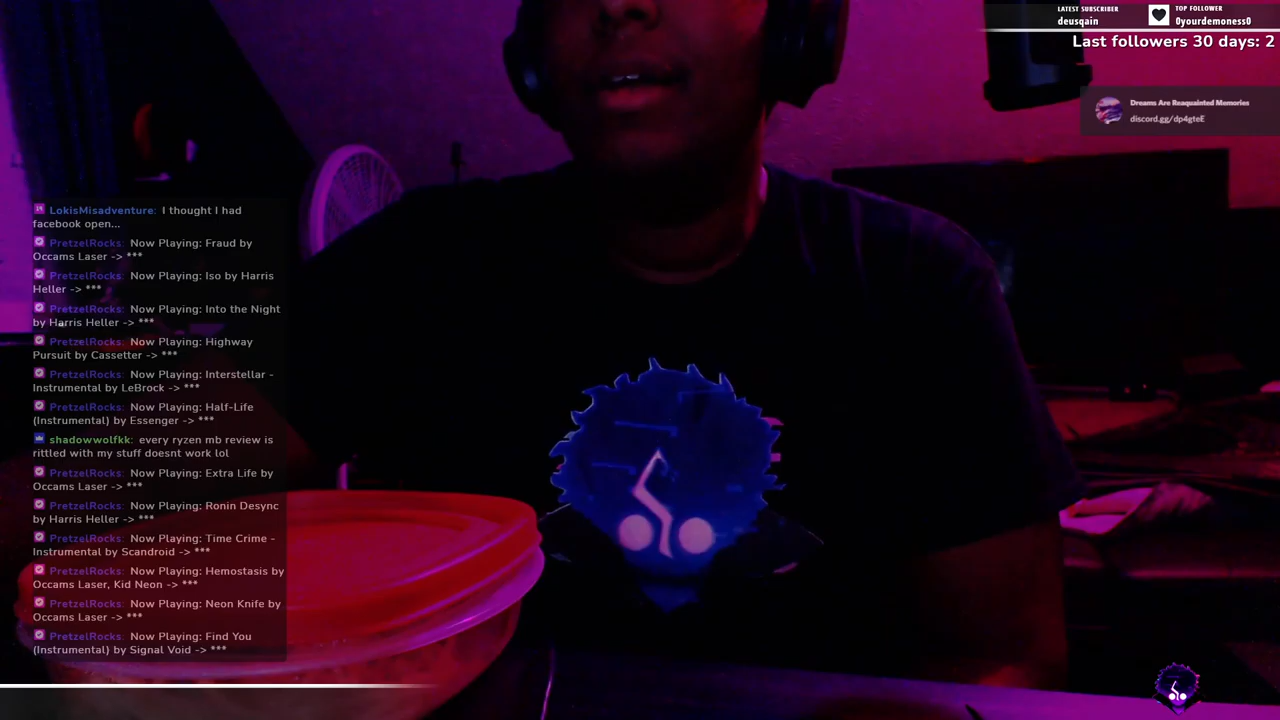 LATEST SUBSCRIBER
deusqain
TOP FOLLOWER
0yourdemoness0
Last followers 30 days: 2
Dreams Are Reaquainted Memories
discord.gg/dp4gteE
LokisMisadventure: I thought I had
facebook open...
PretzelRocks: Now Playing: Fraud by
Occams Laser -> ***
PretzelRocks: Now Playing: Iso by Harris
Heller -> ***
PretzelRocks: Now Playing: Into the Night
by Harris Heller -> ***
PretzelRocks: Now Playing: Highway
Pursuit by Cassetter -> ***
PretzelRocks: Now Playing: Interstellar -
Instrumental by LeBrock -> ***
PretzelRocks: Now Playing: Half-Life
(Instrumental) by Essenger -> ***
shadowwolfkk: every ryzen mb review is
rittled with my stuff doesnt work lol
PretzelRocks: Now Playing: Extra Life by
Occams Laser -> ***
PretzelRocks: Now Playing: Ronin Desync
by Harris Heller -> ***
PretzelRocks: Now Playing: Time Crime -
Instrumental by Scandroid -> ***
PretzelRocks: Now Playing: Hemostasis by
Occams Laser, Kid Neon -> ***
PretzelRocks: Now Playing: Neon Knife by
Occams Laser -> ***
PretzelRocks: Now Playing: Find You
(Instrumental) by Signal Void -> ***